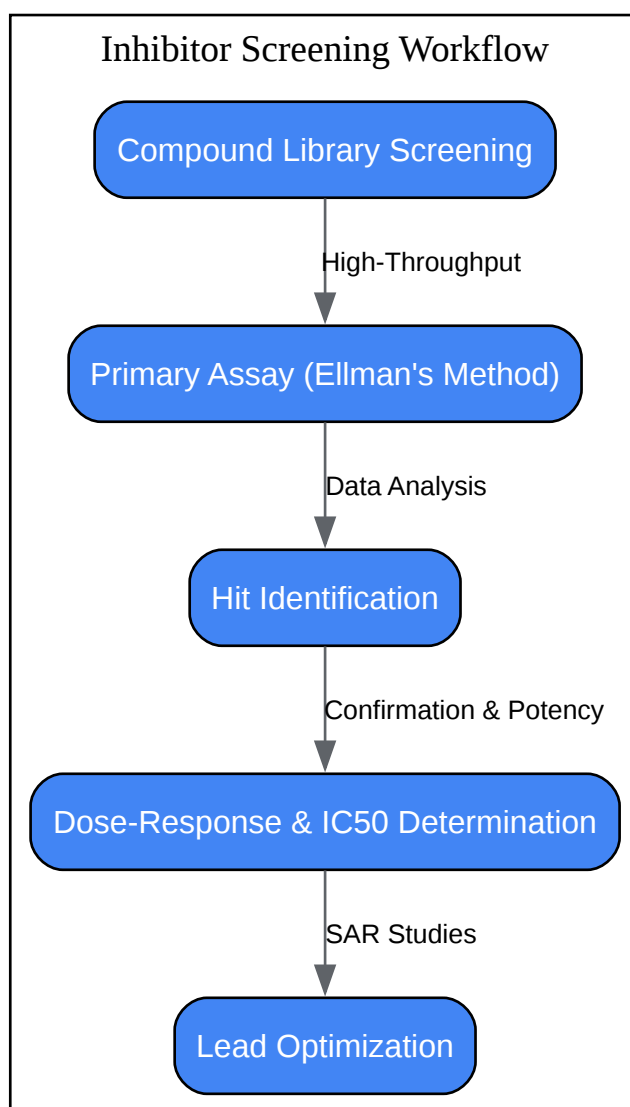 Inhibitor Screening Workflow
Compound Library Screening
High-Throughput
Primary Assay (Ellman's Method)
Data Analysis
Hit Identification
Confirmation & Potency
Dose-Response & IC50 Determination
SAR Studies
Lead Optimization